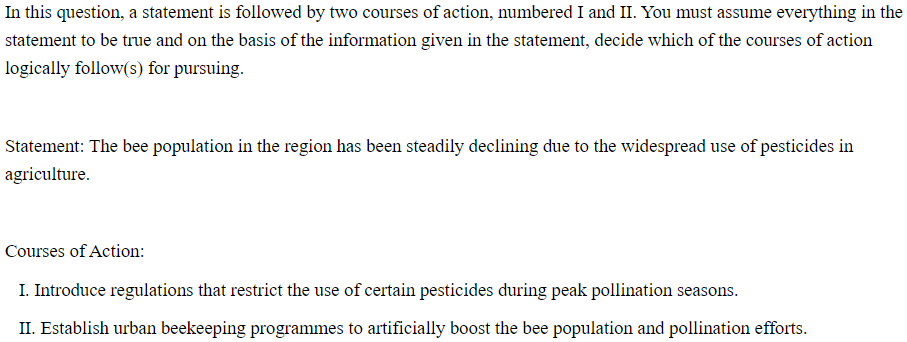 In this question, a statement is followed by two courses of action, numbered I and II. You must assume everything in the
statement to be true and on the basis of the information given in the statement, decide which of the courses of action
logically follow(s) for pursuing.
Statement: The bee population in the region has been steadily declining due to the widespread use of pesticides in
agriculture.
Courses of Action:
I. Introduce regulations that restrict the use of certain pesticides during peak pollination seasons.
II. Establish urban beekeeping programmes to artificially boost the bee population and pollination efforts.